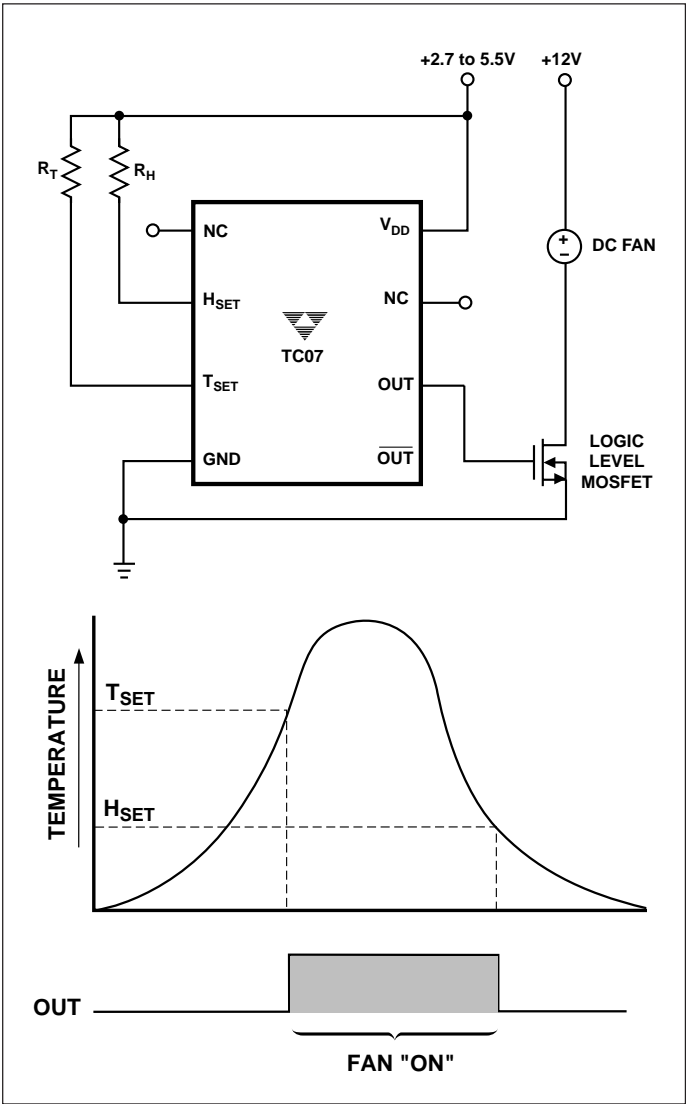 +2.7 to 5.5V
+12V
RT
RH
NC
VDD
DC FAN
HSET
NC
TC07
TSET
OUT
GND
OUT
LOGIC
LEVEL
MOSFET
TEMPERATURE
TSET
HSET
OUT
FAN "ON"